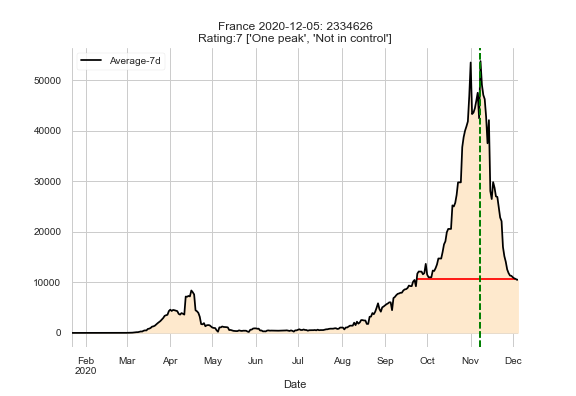 France 2020-12-05: 2334626
Rating:7 ['One peak', 'Not in control']
Average-7d
50000
40000
30000
20000
10000
0
Feb Mar Apr May Jun Jul Aug Sep Oct Nov Dec
2020
Date